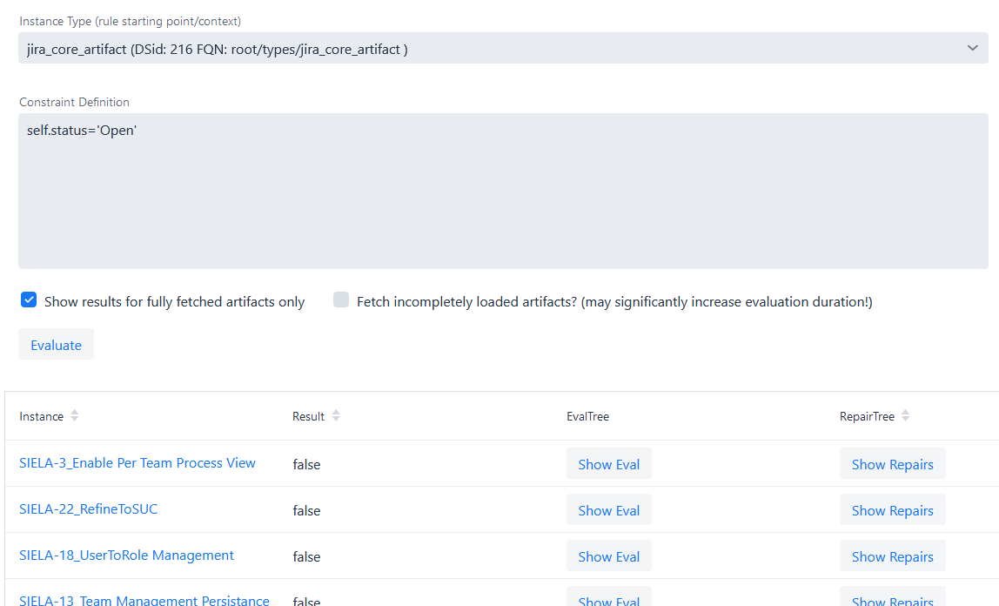 Instance Type (rule starting point/context)
jira_core_artifact (DSid: 216 FQN: root/types/jira_core_artifact )
Constraint Definition
self.status='Open'
Show results for fully fetched artifacts only Fetch incompletely loaded artifacts? (may significantly increase evaluation duration!)
Evaluate
Instance Result EvalTree RepairTree
SIELA-3_Enable Per Team Process View false Show Eval Show Repairs
SIELA-22_RefineToSUC false Show Eval Show Repairs
SIELA-18_UserToRole Management false Show Eval Show Repairs
SIELA-13_Team Management Persistance false Show Eval Show Repairs